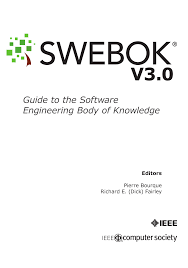 SWEBOK®
V3.0
Guide to the Software
Engineering Body of Knowledge
Editors
Pierre Bourque
Richard E. (Dick) Fairley
IEEE
IEEE computer society